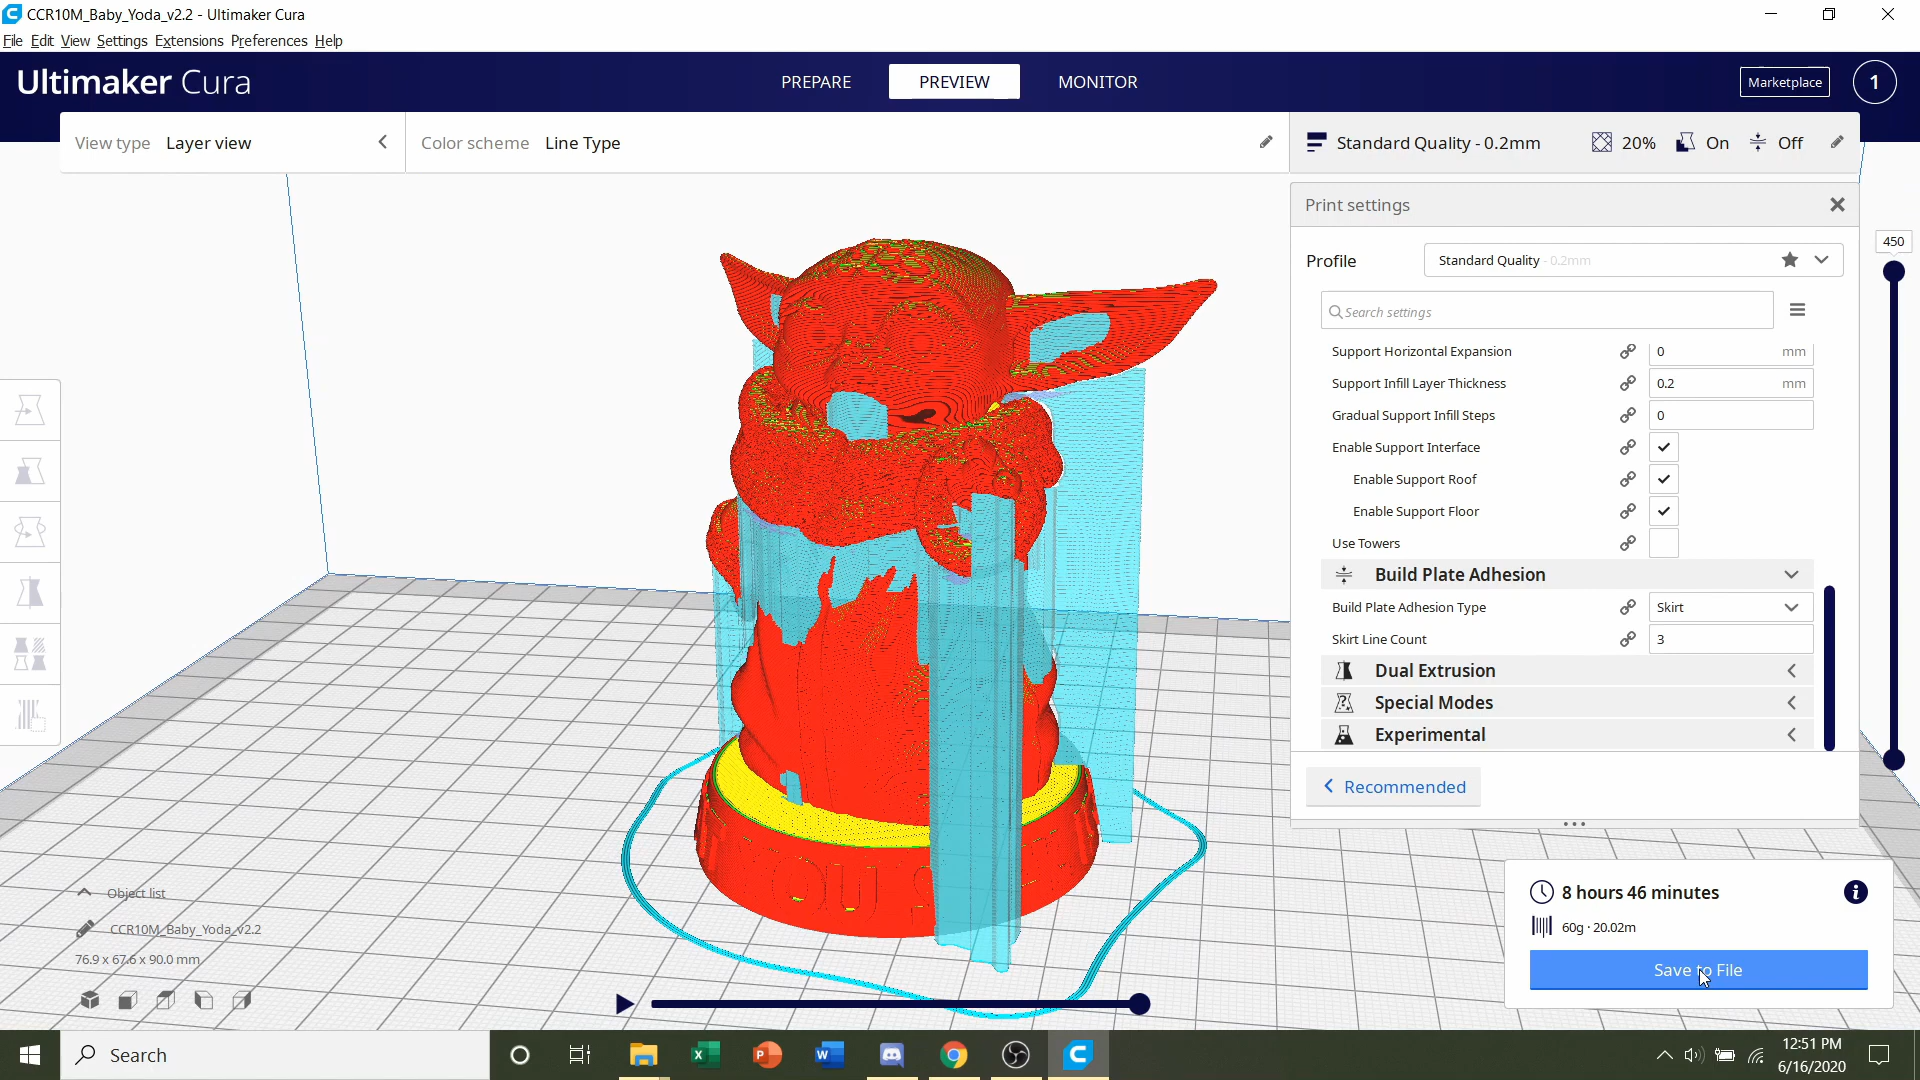 CCR10M_Baby_Yoda_v2.2 - Ultimaker Cura
File Edit View Settings Extensions Preferences Help
Ultimaker Cura
PREPARE
PREVIEW
MONITOR
Marketplace
1
View type Layer view
Color scheme Line Type
Standard Quality - 0.2mm
20%
On
Off
Print settings
Profile
Standard Quality - 0.2mm
Search settings
450
Support Horizontal Expansion 0 mm
Support Infill Layer Thickness 0.2 mm
Gradual Support Infill Steps 0
Enable Support Interface
Enable Support Roof
Enable Support Floor
Use Towers
Build Plate Adhesion
Build Plate Adhesion Type Skirt
Skirt Line Count 3
Dual Extrusion
Special Modes
Experimental
Recommended
Object list
CCR10M_Baby_Yoda_v2.2
76.9 x 67.6 x 90.0 mm
8 hours 46 minutes
60g · 20.02m
Save to File
Search
12:51 PM
6/16/2020